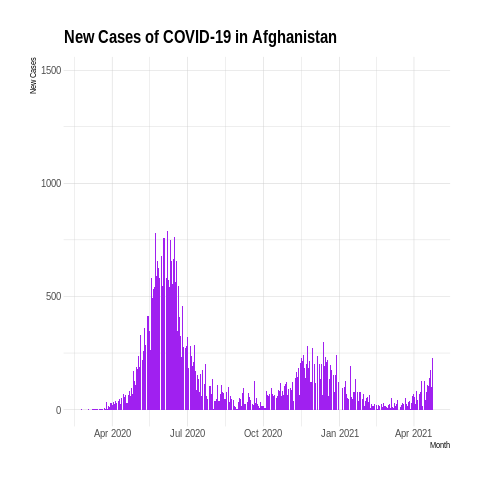 New Cases of COVID-19 in Afghanistan
New Cases
1500
1000
500
0
Apr 2020 Jul 2020 Oct 2020 Jan 2021 Apr 2021
Month